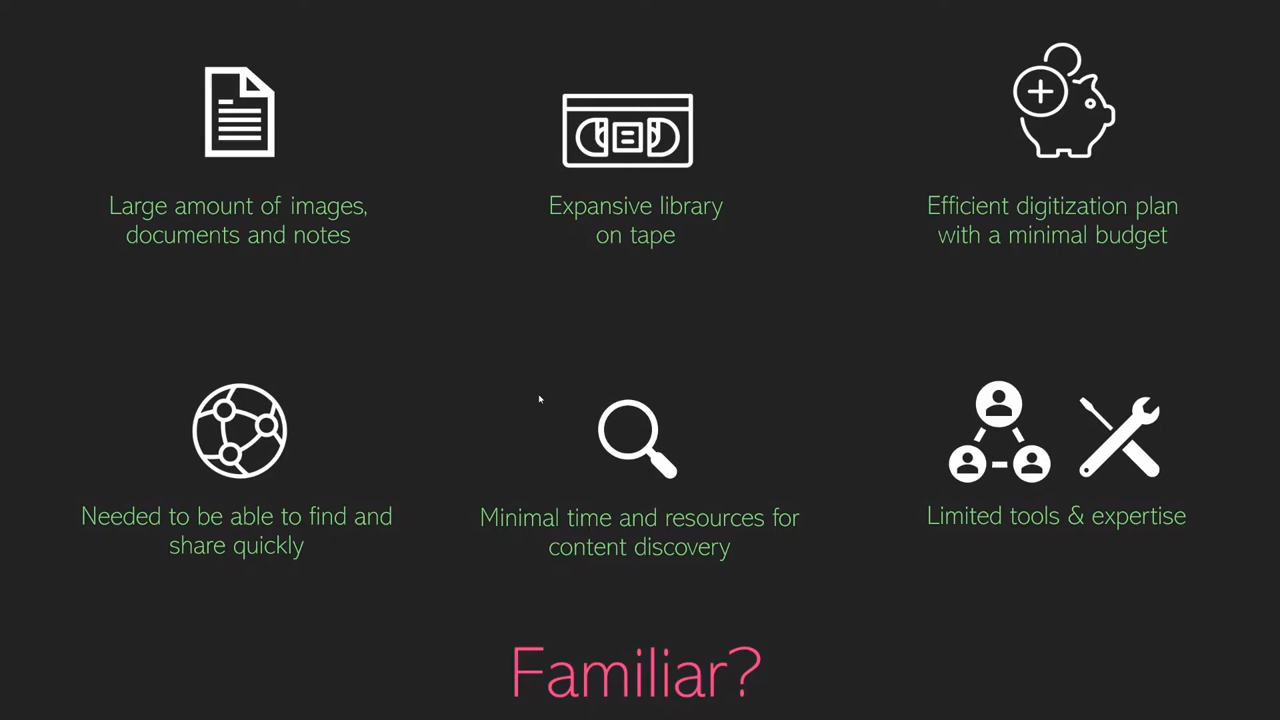 Large amount of images,
documents and notes
Expansive library
on tape
Efficient digitization plan
with a minimal budget
Needed to be able to find and
share quickly
Minimal time and resources for
content discovery
Limited tools & expertise
Familiar?